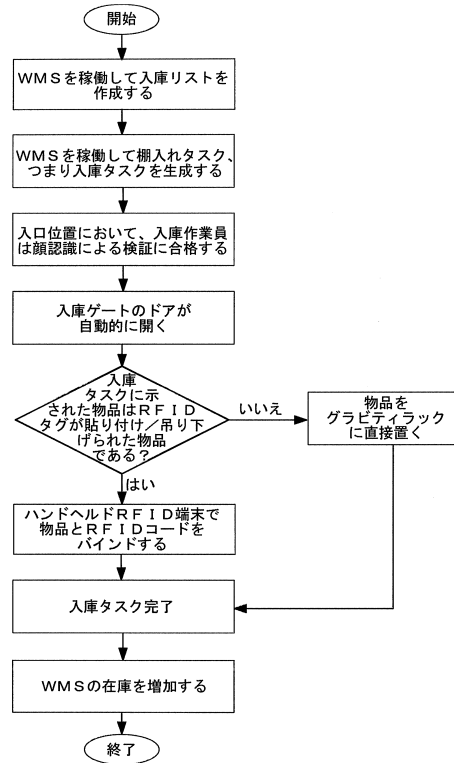 開始
WMSを稼働して入庫リストを
作成する
WMSを稼働して棚入れタスク、
つまり入庫タスクを生成する
入口位置において、入庫作業員
は顔認識による検証に合格する
入庫ゲートのドアが
自動的に開く
入庫
タスクに示
された物品はRFID
タグが貼り付け／吊り下
げられた物品
である？
いいえ
物品を
グラビティラック
に直接置く
はい
ハンドヘルドRFID端末で
物品とRFIDコードを
バインドする
入庫タスク完了
WMSの在庫を増加する
終了